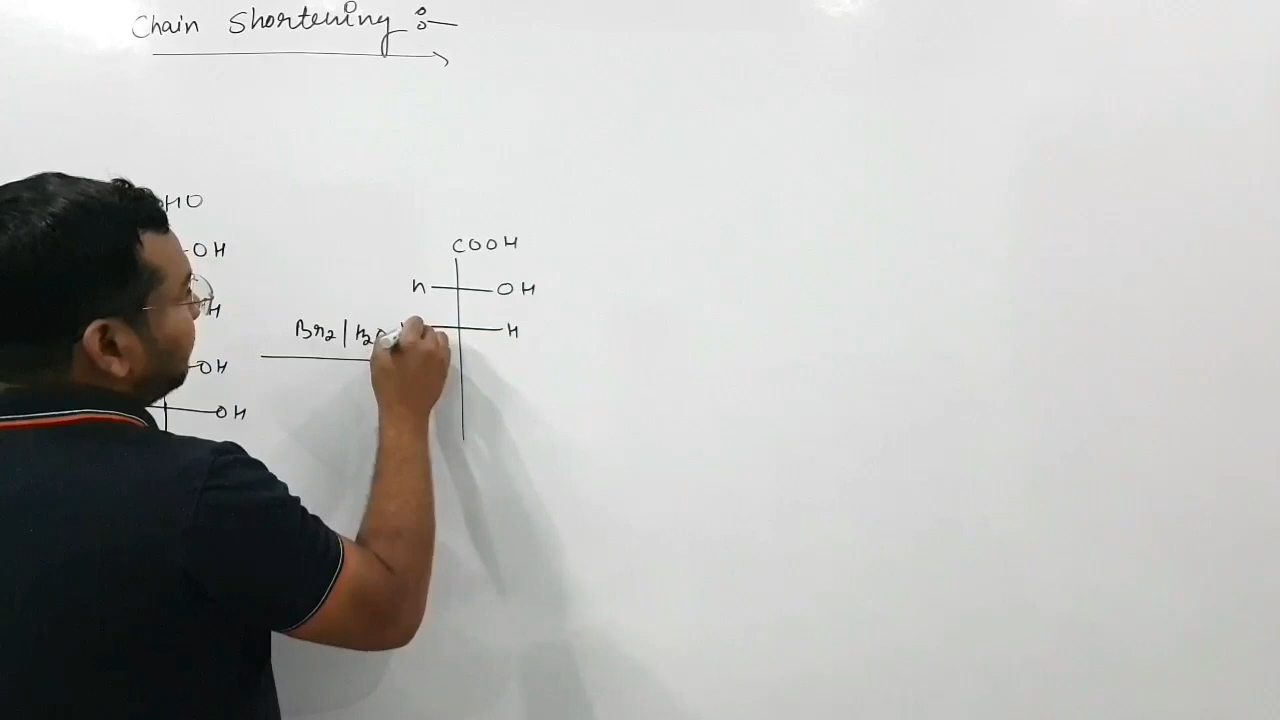 Chain Shortening :-
HO
OH
H
OH
OH
Br2 | H2O
COOH
H OH
H